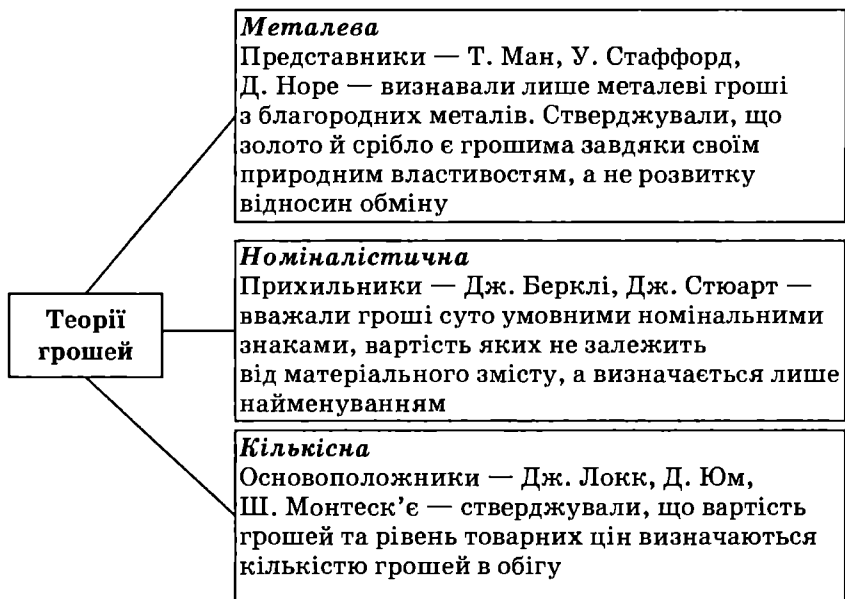 Теорії
грошей
Металева
Представники — Т. Ман, У. Стаффорд,
Д. Норе — визнавали лише металеві гроші
з благородних металів. Стверджували, що
золото й срібло є грошима завдяки своїм
природним властивостям, а не розвитку
відносин обміну
Номіналістична
Прихильники — Дж. Берклі, Дж. Стюарт —
вважали гроші суто умовними номінальними
знаками, вартість яких не залежить
від матеріального змісту, а визначається лише
найменуванням
Кількісна
Основоположники — Дж. Локк, Д. Юм,
Ш. Монтеск’є — стверджували, що вартість
грошей та рівень товарних цін визначаються
кількістю грошей в обігу